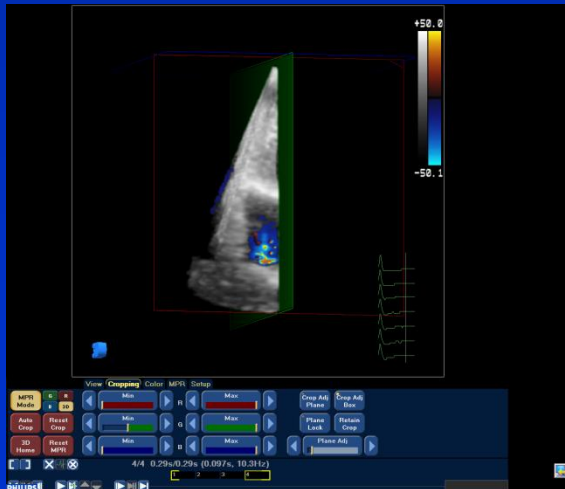 +50.0
-50.1
View Cropping Color MPR Setup
MPR Mode
G R
B 3D
Min
R
Max
Crop Adj Plane
Crop Adj Box
Auto Crop
Reset Crop
Min
G
Max
Plane Lock
Retain Crop
3D Home
Reset MPR
Min
B
Max
Plane Adj
4/4 0.29s/0.29s (0.097s, 10.3Hz)
1 2 3 4
PHILIPS